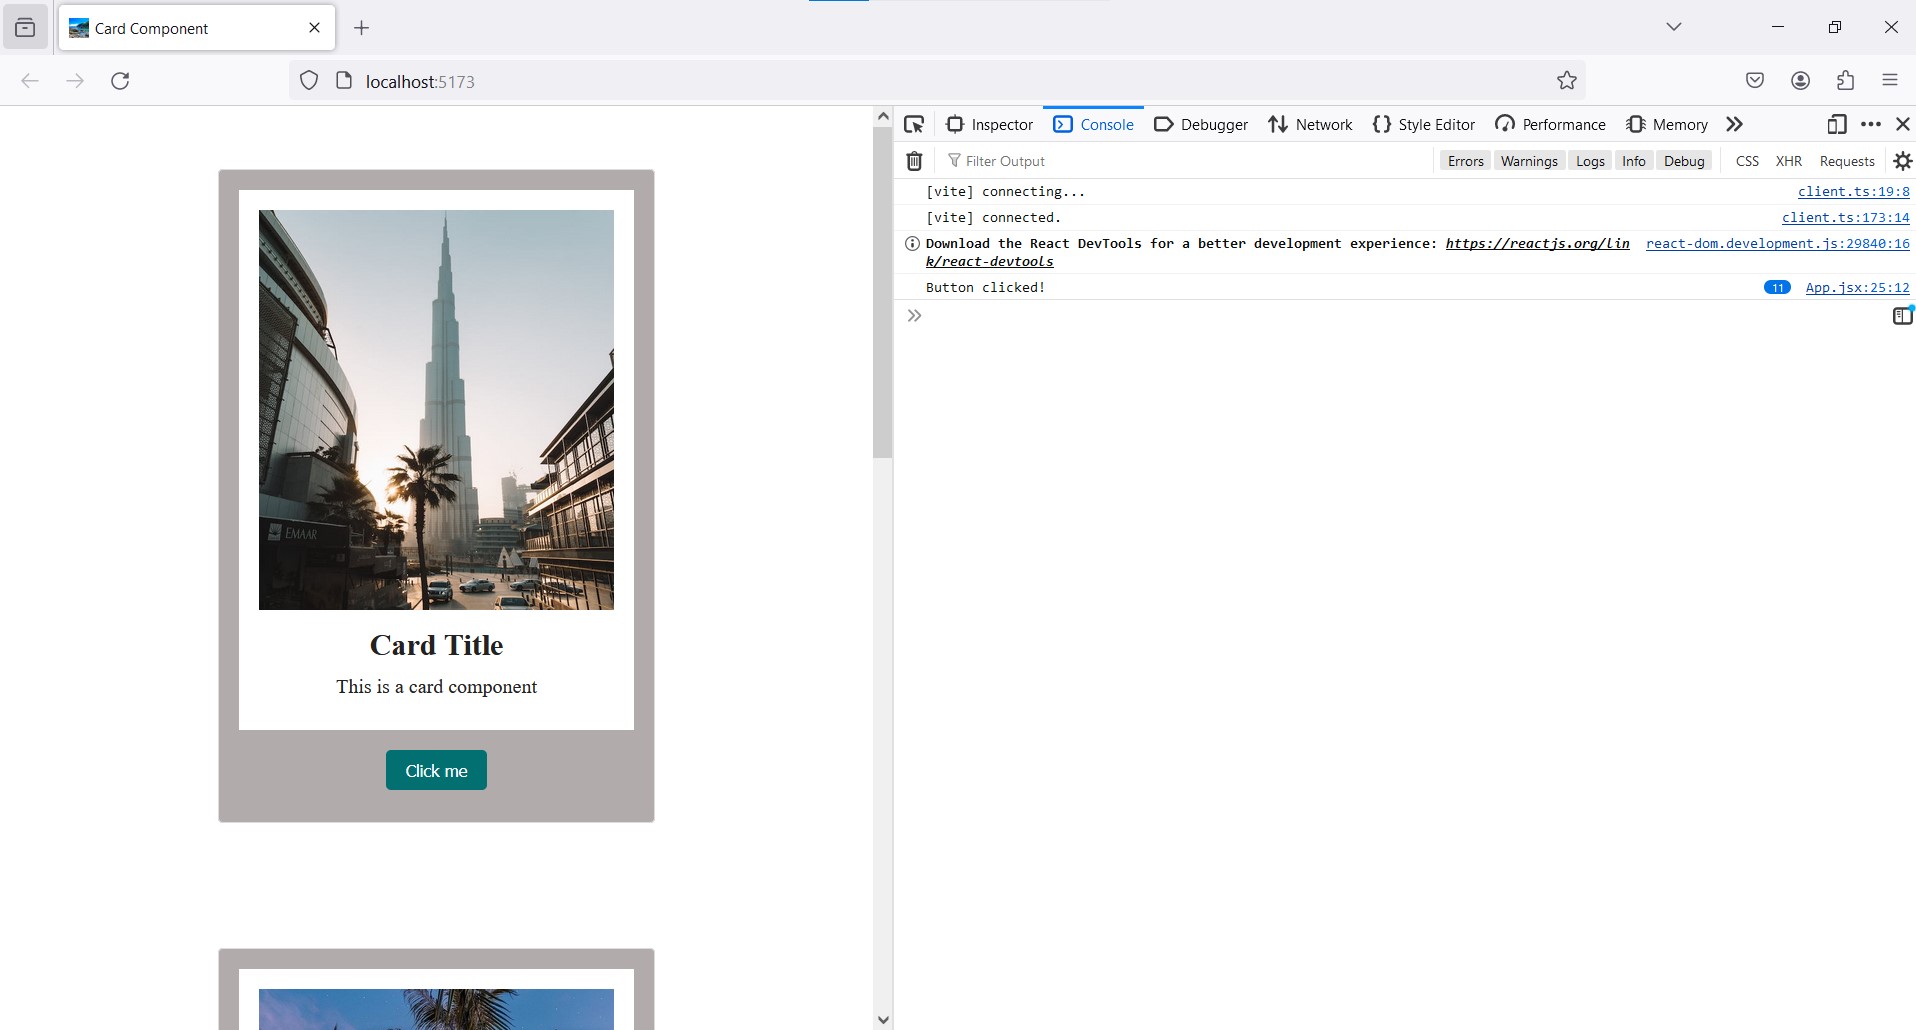 Card Component
localhost:5173
Inspector Console Debugger Network Style Editor Performance Memory
Filter Output Errors Warnings Logs Info Debug CSS XHR Requests
[vite] connecting... client.ts:19:8
[vite] connected. client.ts:173:14
Download the React DevTools for a better development experience: https://reactjs.org/lin react-dom.development.js:29840:16
k/react-devtools
Button clicked! 11 App.jsx:25:12
EMAAR
Card Title
This is a card component
Click me